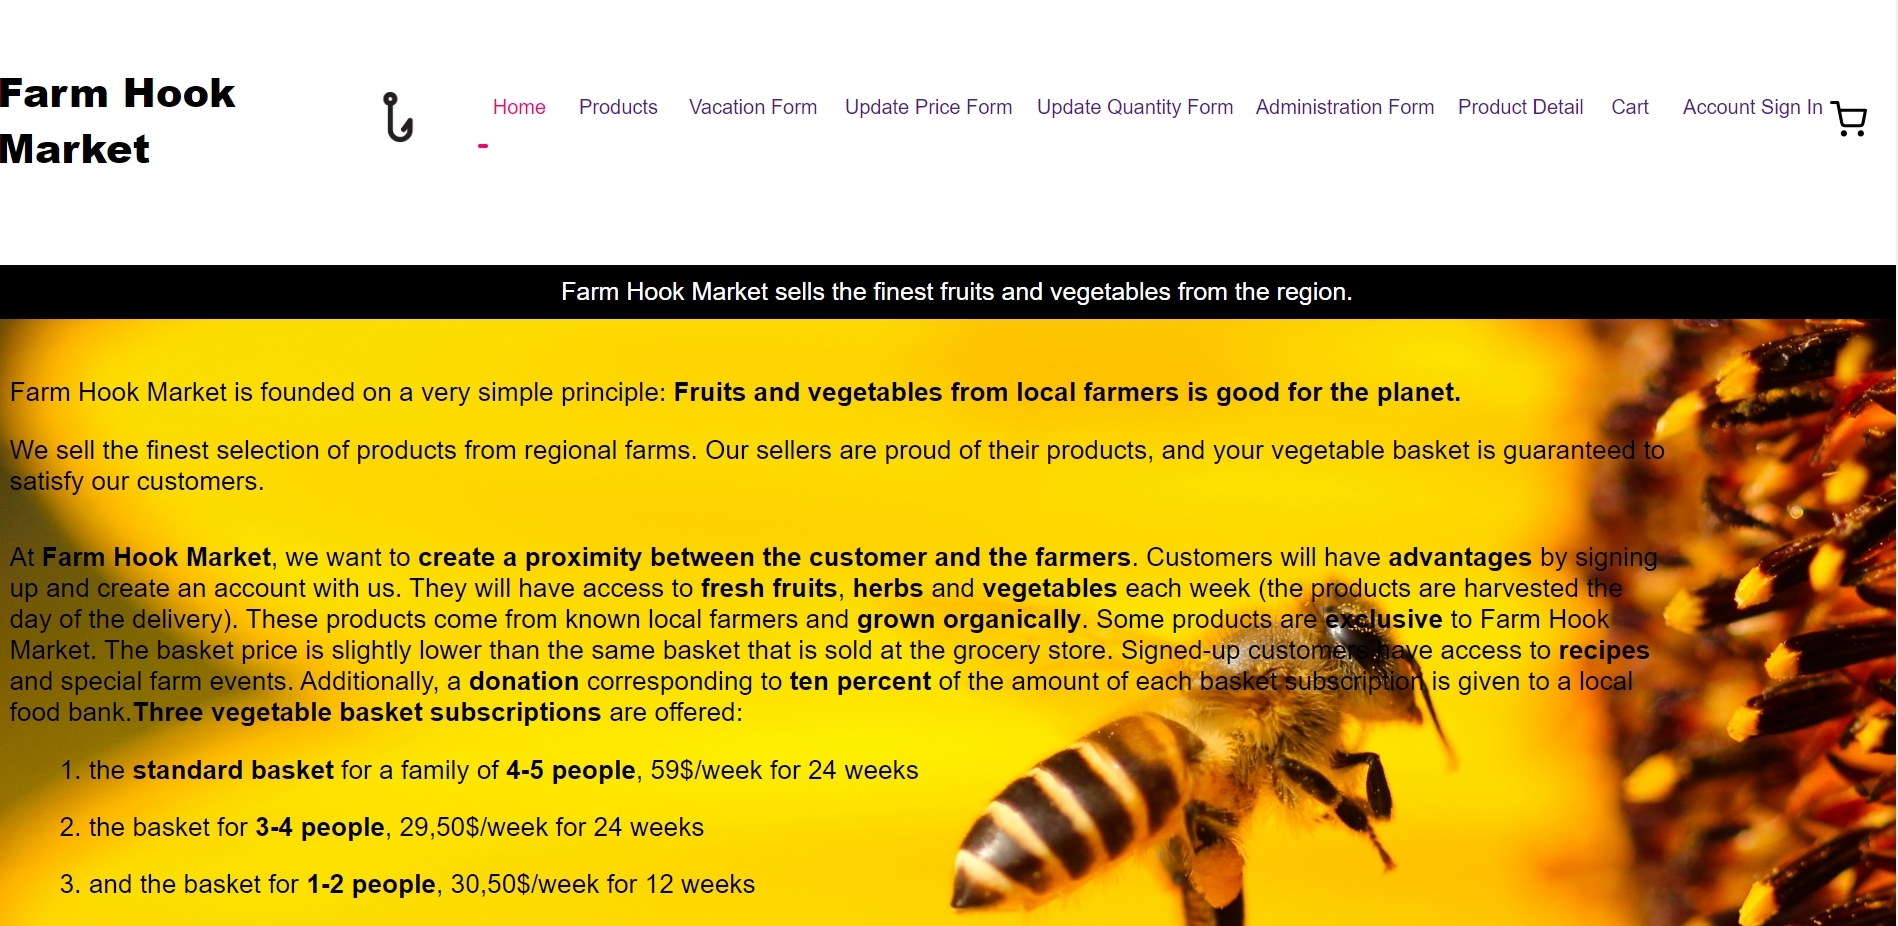 Farm Hook
Market
Home Products Vacation Form Update Price Form Update Quantity Form Administration Form Product Detail Cart Account Sign In
Farm Hook Market sells the finest fruits and vegetables from the region.
Farm Hook Market is founded on a very simple principle: Fruits and vegetables from local farmers is good for the planet.
We sell the finest selection of products from regional farms. Our sellers are proud of their products, and your vegetable basket is guaranteed to
satisfy our customers.
At Farm Hook Market, we want to create a proximity between the customer and the farmers. Customers will have advantages by signing
up and create an account with us. They will have access to fresh fruits, herbs and vegetables each week (the products are harvested the
day of the delivery). These products come from known local farmers and grown organically. Some products are exclusive to Farm Hook
Market. The basket price is slightly lower than the same basket that is sold at the grocery store. Signed-up customers have access to recipes
and special farm events. Additionally, a donation corresponding to ten percent of the amount of each basket subscription is given to a local
food bank.Three vegetable basket subscriptions are offered:
1. the standard basket for a family of 4-5 people, 59$/week for 24 weeks
2. the basket for 3-4 people, 29,50$/week for 24 weeks
3. and the basket for 1-2 people, 30,50$/week for 12 weeks